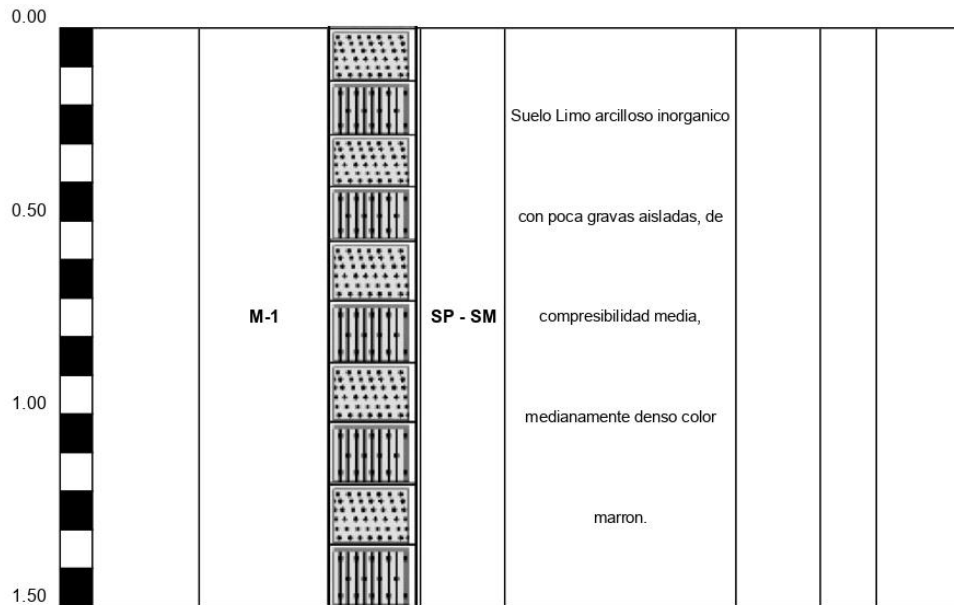 0.00
Suelo Limo arcilloso inorganico
0.50
con poca gravas aisladas, de
M-1
SP - SM
compresibilidad media,
1.00
medianamente denso color
marron.
1.50